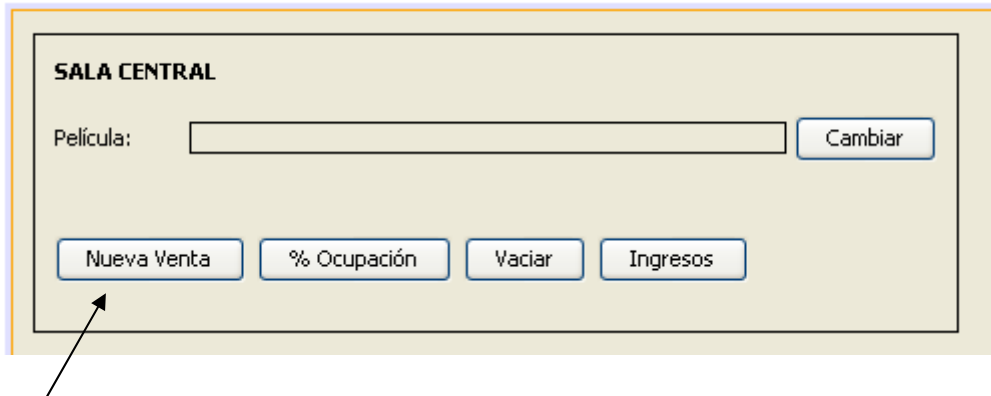 SALA CENTRAL
Película: Cambiar
Nueva Venta % Ocupación Vaciar Ingresos